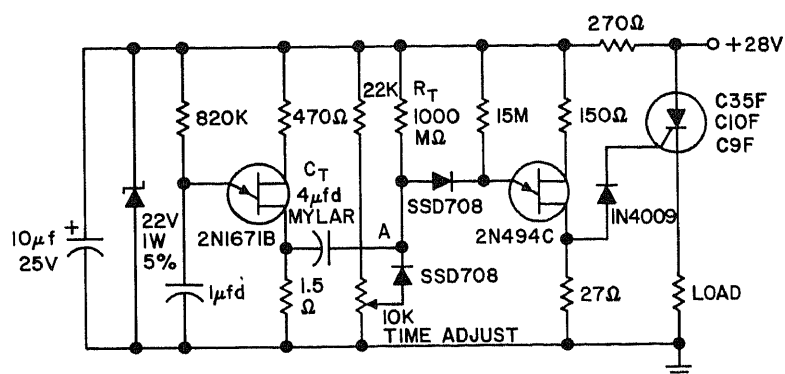 270Ω
+28V
820K
470Ω
22K
R_T
1000
MΩ
15M
150Ω
C35F
C10F
C9F
C_T
4μfd
MYLAR
SSD708
1N4009
10μf
25V
+
22V
1W
5%
2N1671B
A
2N494C
1μfd
1.5
Ω
SSD708
10K
TIME ADJUST
27Ω
LOAD